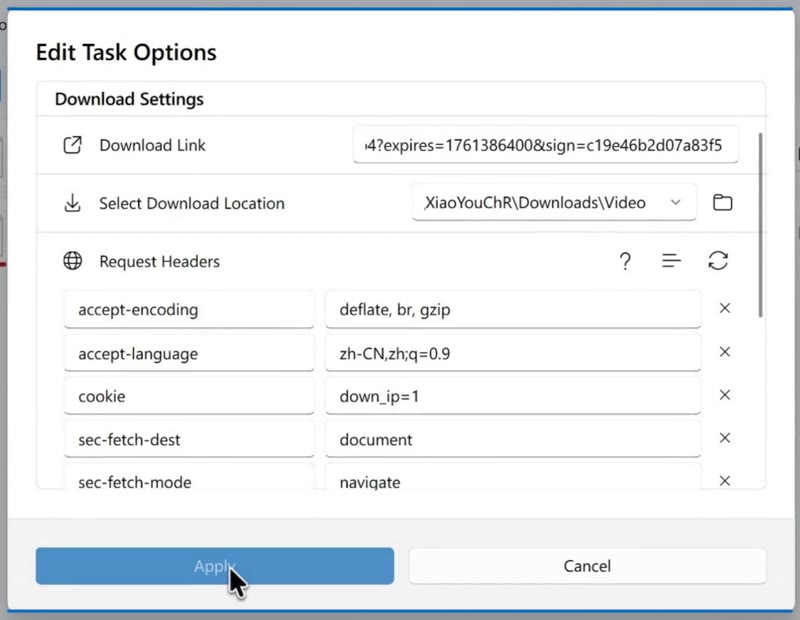 Edit Task Options
Download Settings
Download Link 4?expires=1761386400&sign=c19e46b2d07a83f5
Select Download Location XiaoYouChR\Downloads\Video
Request Headers ?
accept-encoding deflate, br, gzip
accept-language zh-CN,zh;q=0.9
cookie down_ip=1
sec-fetch-dest document
sec-fetch-mode navigate
Apply Cancel